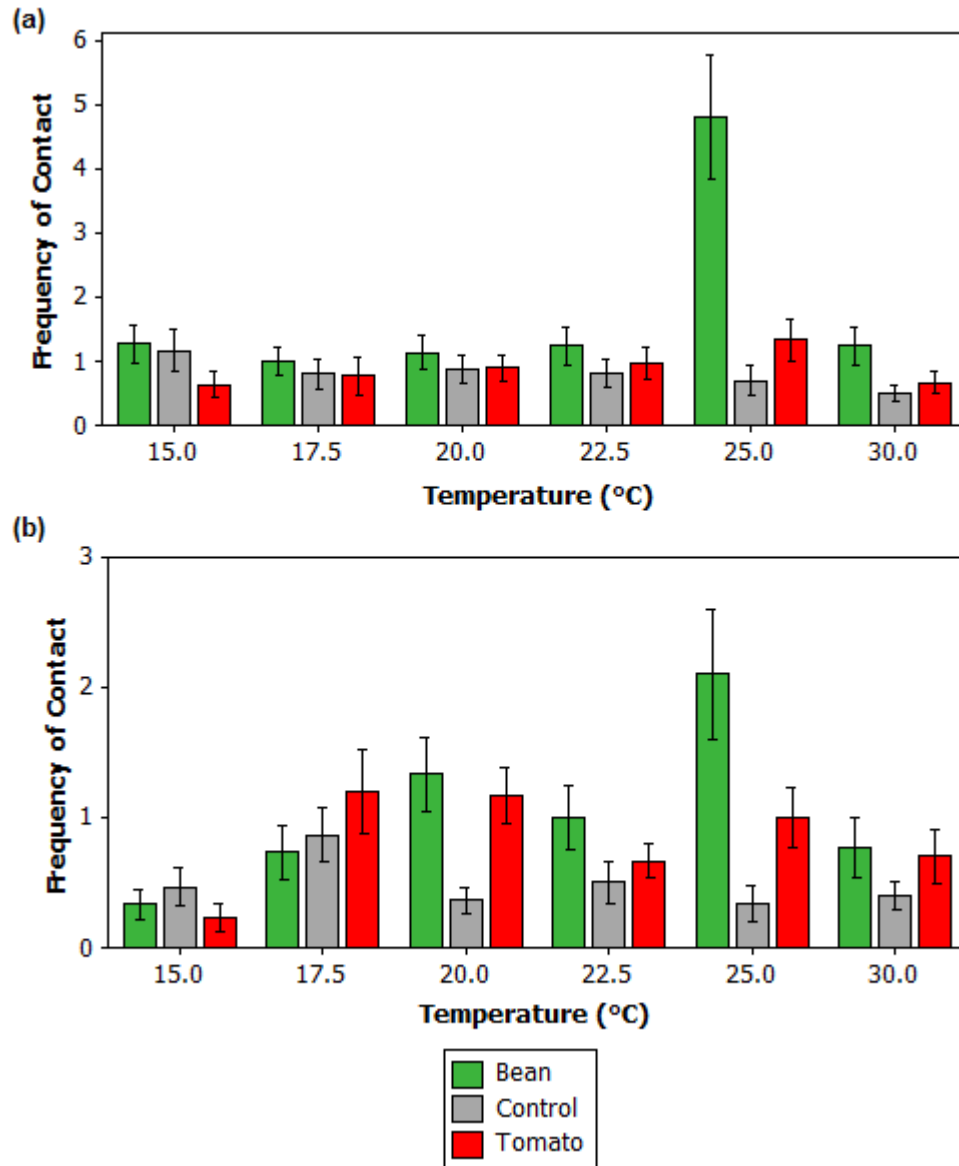 (a)
Frequency of Contact
6
5
4
3
2
1
0
15.0 17.5 20.0 22.5 25.0 30.0
Temperature (°C)
(b)
Frequency of Contact
3
2
1
0
15.0 17.5 20.0 22.5 25.0 30.0
Temperature (°C)
Bean
Control
Tomato